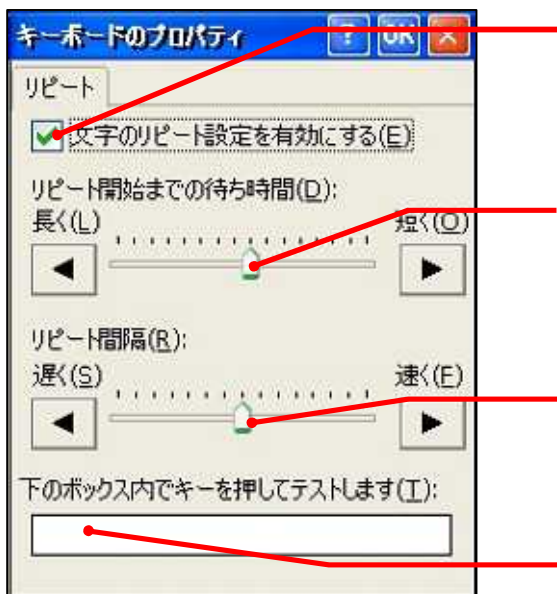 キーボードのプロパティ ? OK ×
リピート
文字のリピート設定を有効にする(E)
リピート開始までの待ち時間(D):
長く(L) 短く(O)
リピート間隔(R):
遅く(S) 速く(F)
下のボックス内でキーを押してテストします(T):